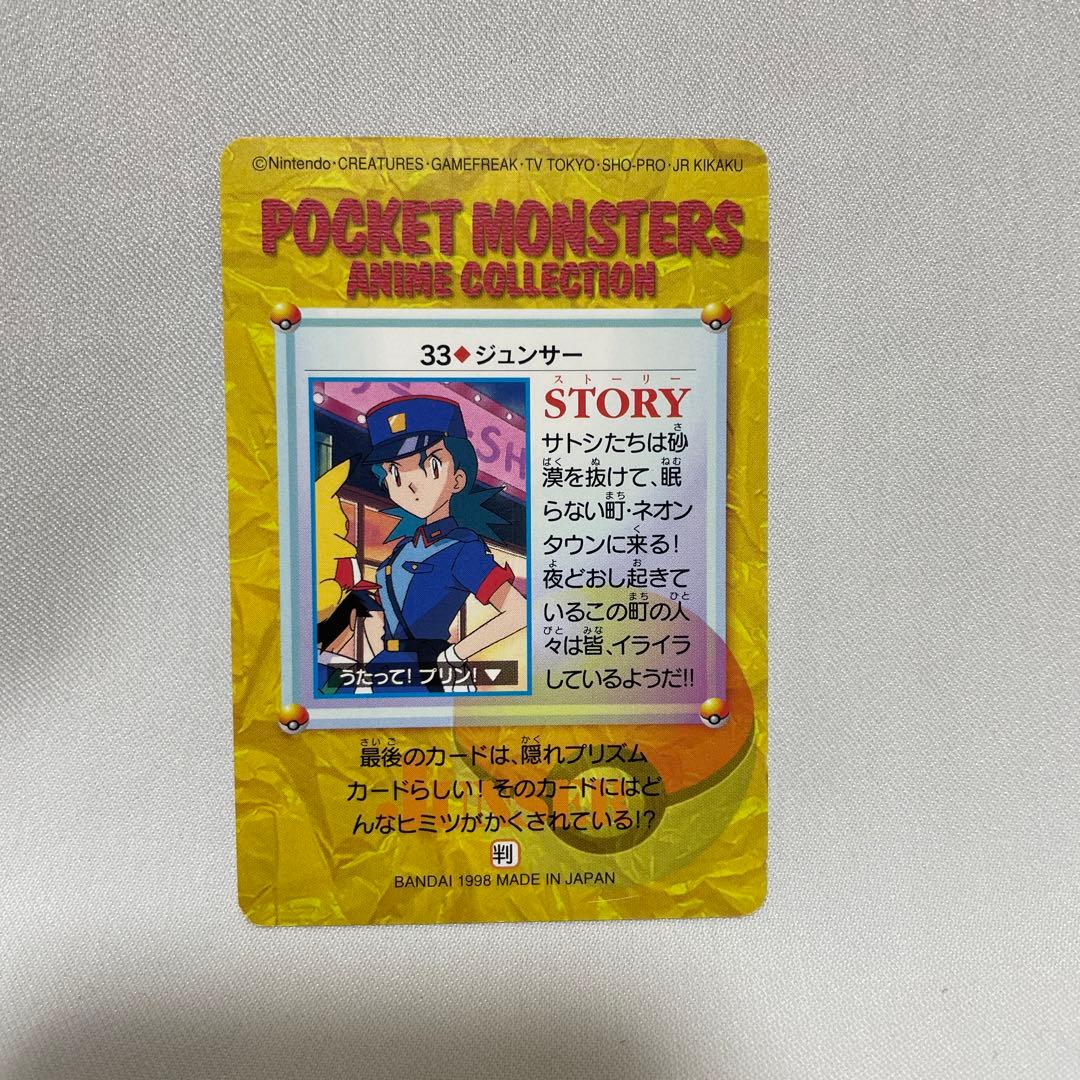 ©Nintendo・CREATURES・GAMEFREAK・TV TOKYO・SHO-PRO・JR KIKAKU
POCKET MONSTERS
ANIME COLLECTION
33◆ジュンサー
ストーリー
STORY
サトシたちは砂
漠を抜けて、眠
らない町・ネオン
タウンに来る!
夜どおし起きて
いるこの町の人
々は皆、イライラ
しているようだ!!
うたって! プリン!▼
最後のカードは、隠れプリズム
カードらしい! そのカードにはど
んなヒミツがかくされている!?
判
BANDAI 1998 MADE IN JAPAN